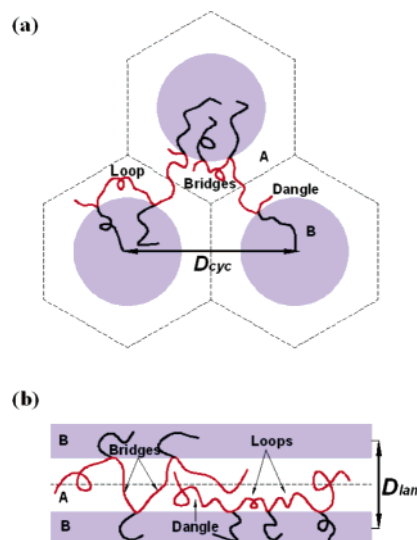 (a)
A
Loop
Bridges
Dangle
B
Dcyc
(b)
B
Bridges
Loops
A
Dlam
B
Dangle